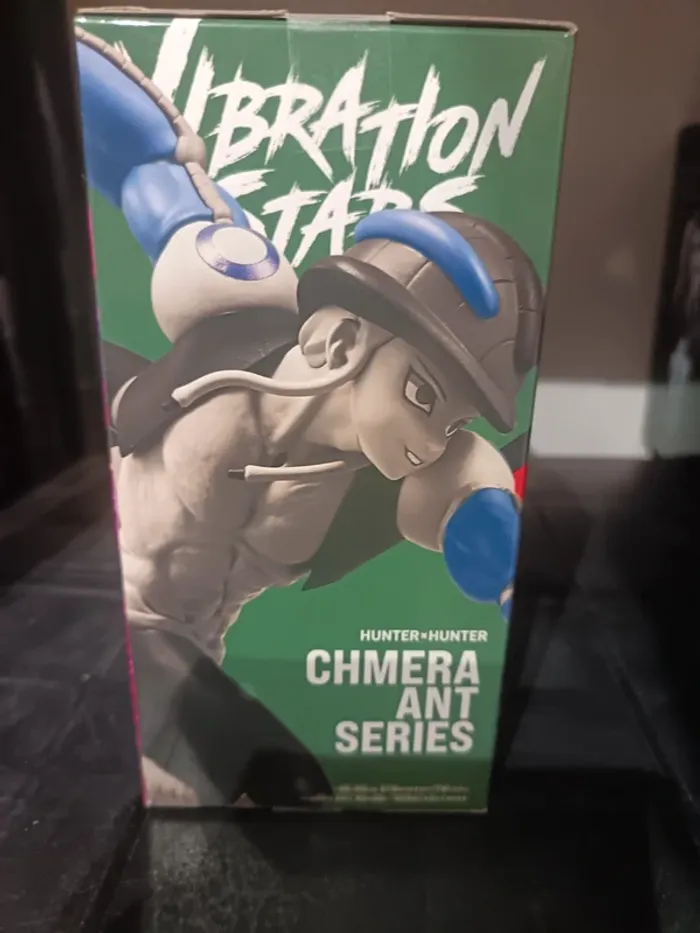 VIBRATION
STARS
HUNTER×HUNTER
CHMERA
ANT
SERIES